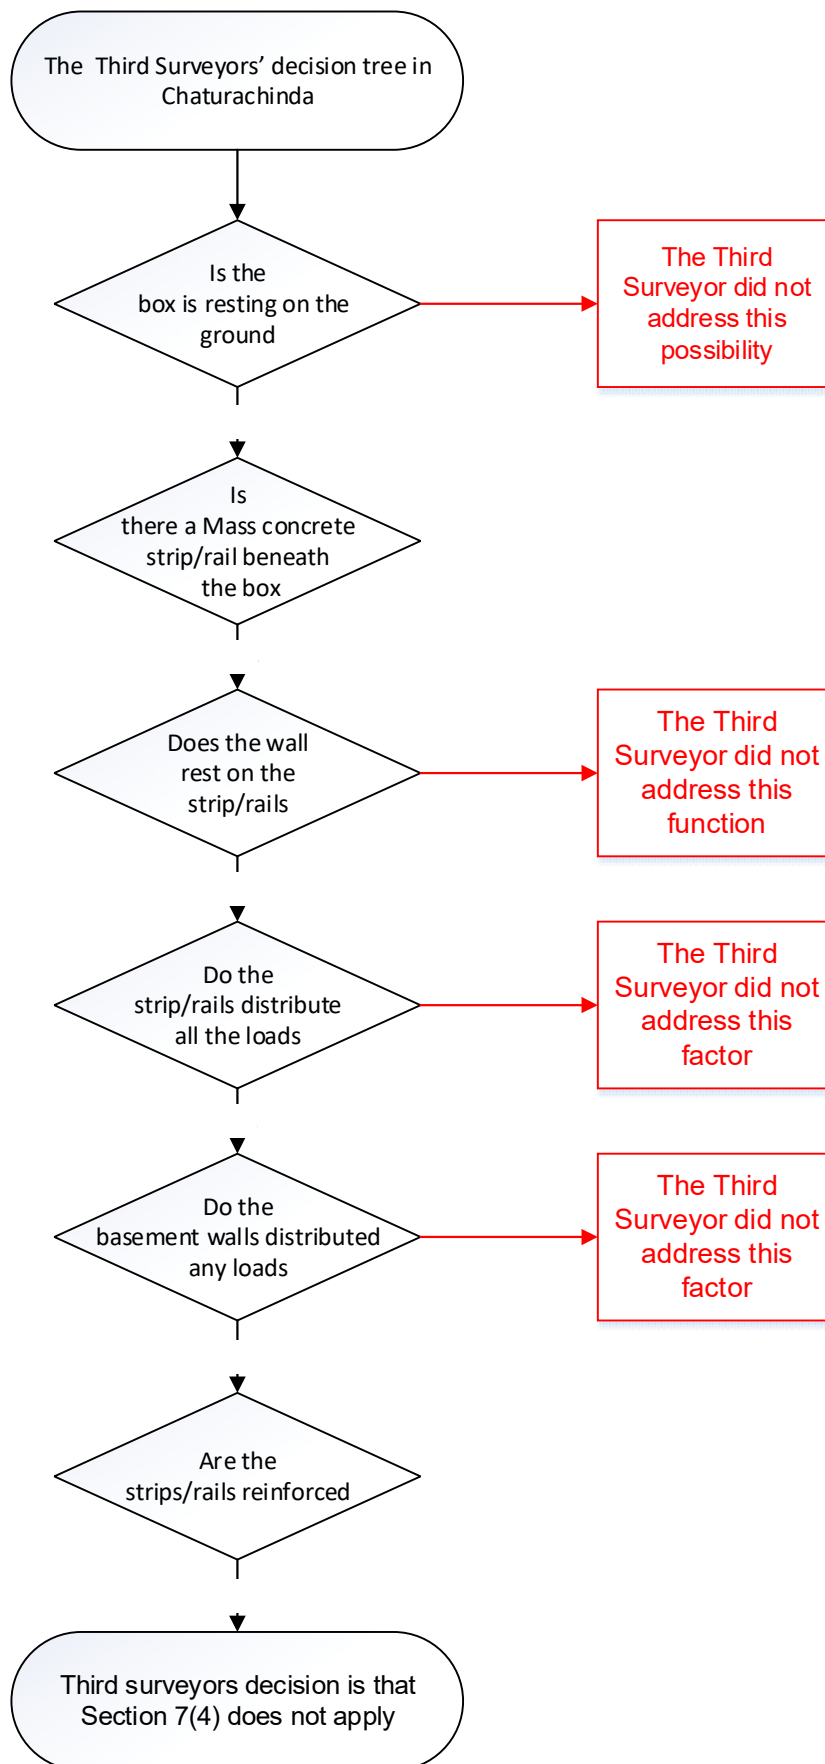 The Third Surveyors' decision tree in
Chaturachinda
Is the
box is resting on the
ground
The Third
Surveyor did not
address this
possibility
Is
there a Mass concrete
strip/rail beneath
the box
Does the wall
rest on the
strip/rails
The Third
Surveyor did not
address this
function
Do the
strip/rails distribute
all the loads
The Third
Surveyor did not
address this
factor
Do the
basement walls distributed
any loads
The Third
Surveyor did not
address this
factor
Are the
strips/rails reinforced
Third surveyors decision is that
Section 7(4) does not apply